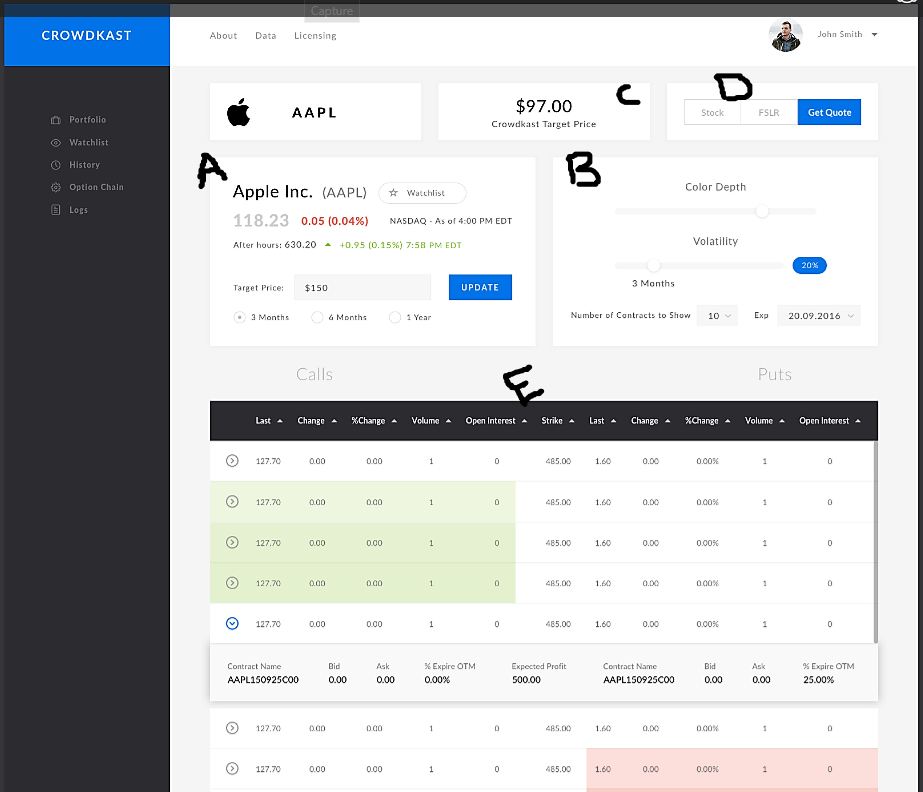 Capture
CROWDKAST
About Data Licensing
John Smith
Portfolio
Watchlist
History
Option Chain
Logs
AAPL
$97.00
Crowdkast Target Price
C
D
Stock FSLR Get Quote
A
Apple Inc. (AAPL) Watchlist
118.23 0.05 (0.04%) NASDAQ - As of 4:00 PM EDT
After hours: 630.20 +0.95 (0.15%) 7:58 PM EDT
Target Price: $150 UPDATE
3 Months 6 Months 1 Year
B
Color Depth
Volatility
20%
3 Months
Number of Contracts to Show 10 Exp 20.09.2016
Calls Puts
E
Last Change %Change Volume Open Interest Strike Last Change %Change Volume Open Interest
127.70 0.00 0.00 1 0 485.00 1.60 0.00 0.00% 1 0
127.70 0.00 0.00 1 0 485.00 1.60 0.00 0.00% 1 0
127.70 0.00 0.00 1 0 485.00 1.60 0.00 0.00% 1 0
127.70 0.00 0.00 1 0 485.00 1.60 0.00 0.00% 1 0
127.70 0.00 0.00 1 0 485.00 1.60 0.00 0.00% 1 0
Contract Name Bid Ask % Expire OTM Expected Profit Contract Name Bid Ask % Expire OTM
AAPL150925C00 0.00 0.00 0.00% 500.00 AAPL150925C00 0.00 0.00 25.00%
127.70 0.00 0.00 1 0 485.00 1.60 0.00 0.00% 1 0
127.70 0.00 0.00 1 0 485.00 1.60 0.00 0.00% 1 0